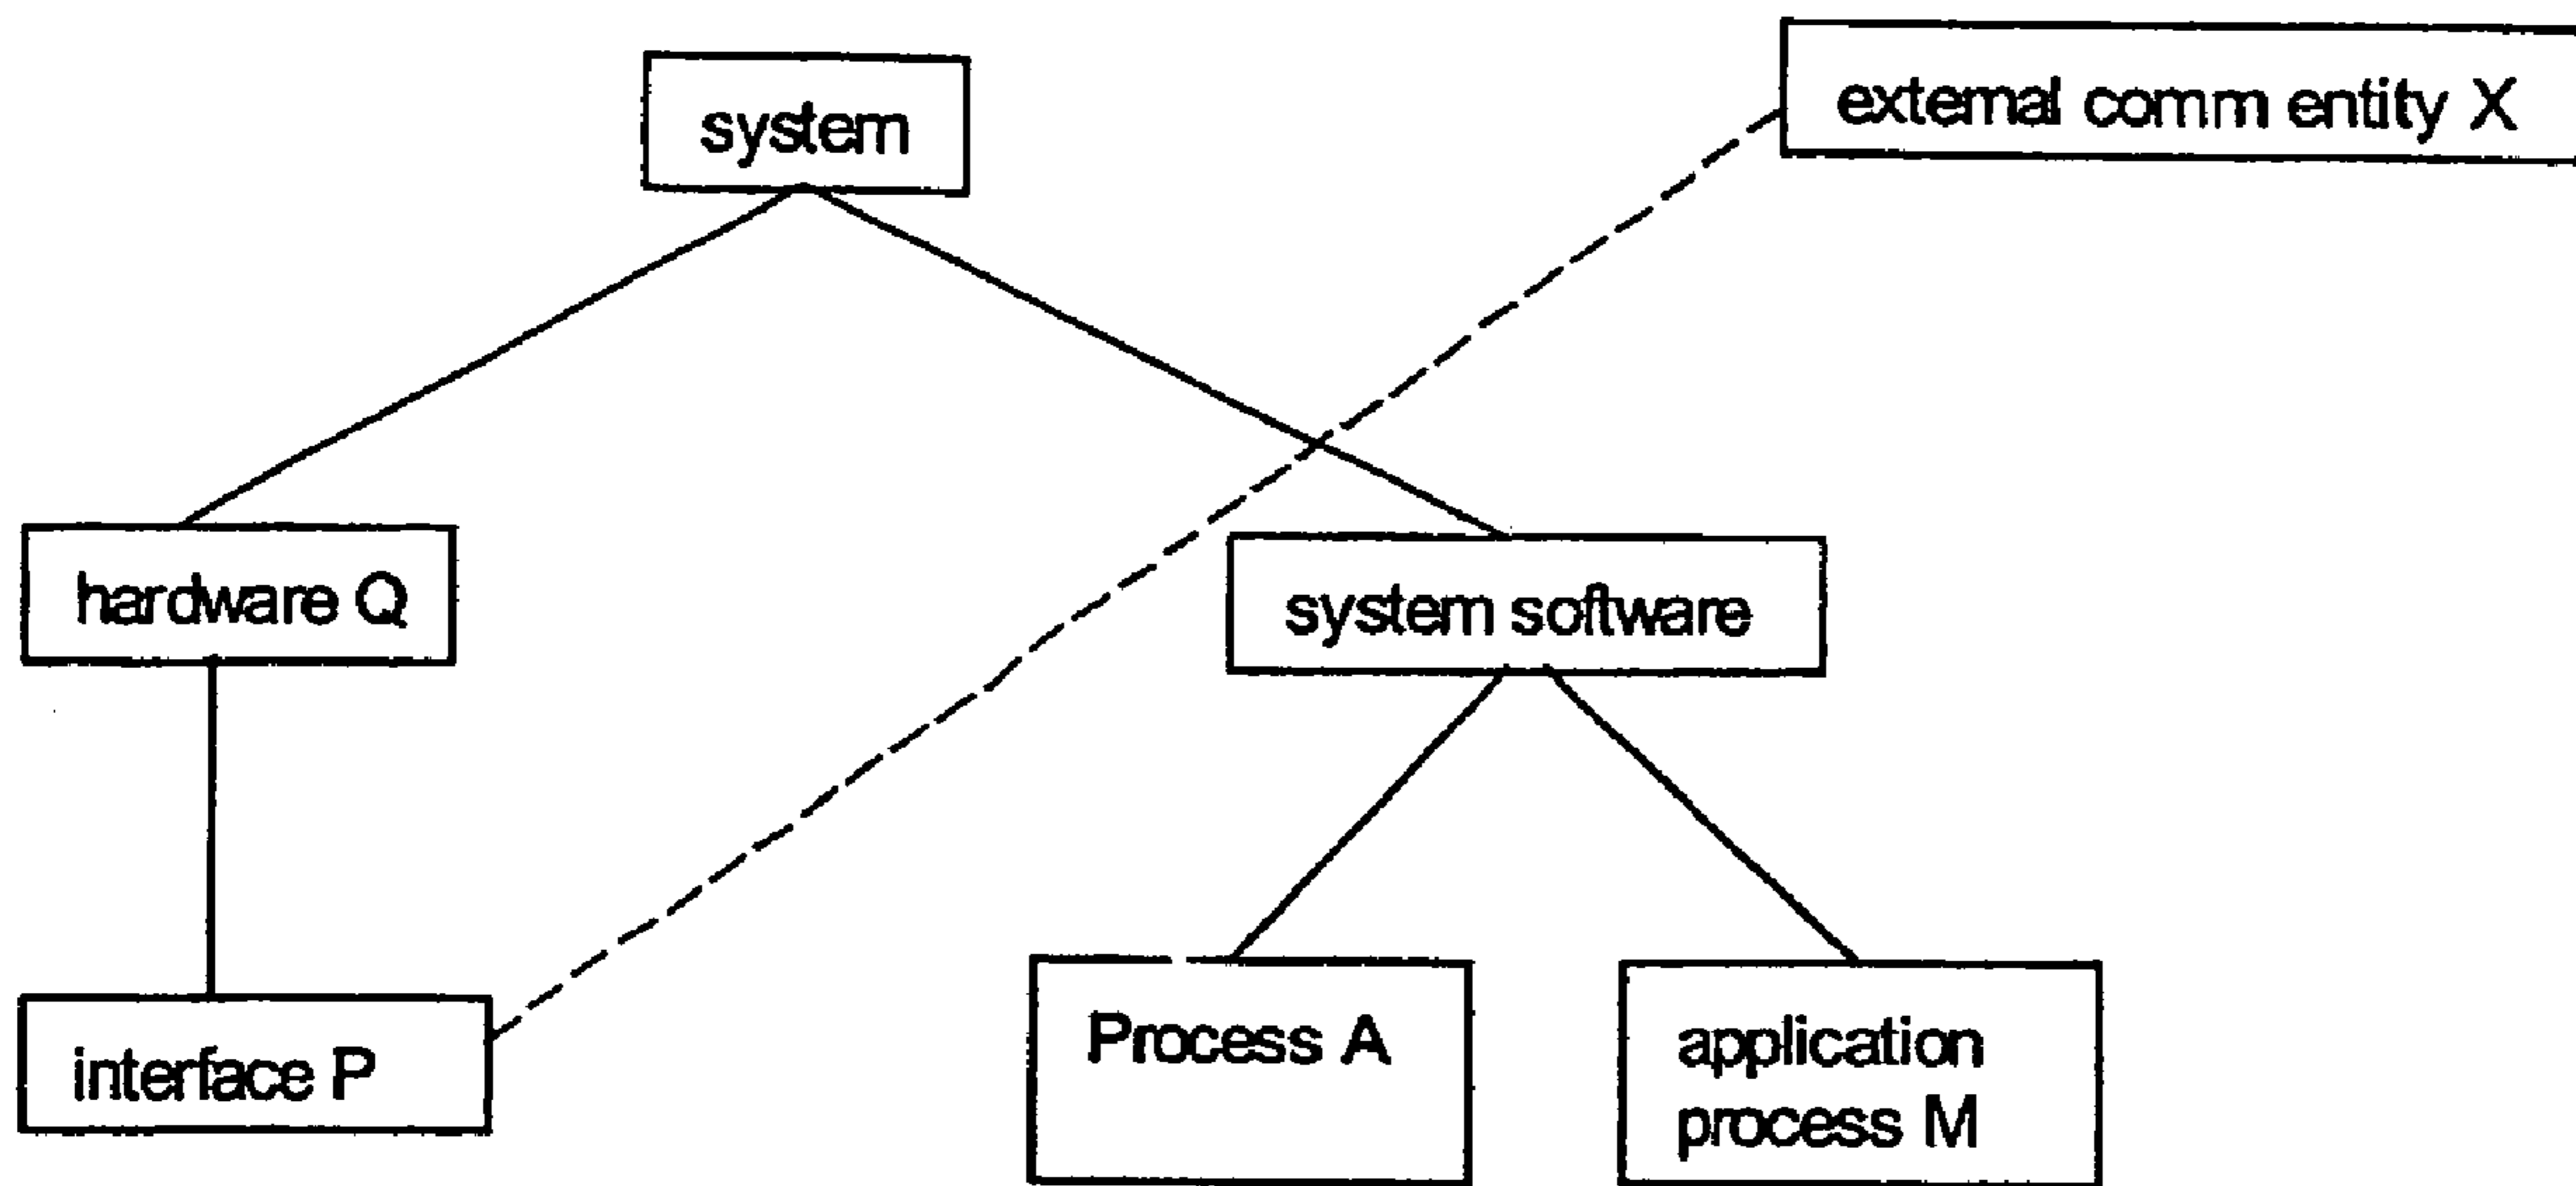 system
external comm entity X
hardware Q
system software
interface P
Process A
application
process M